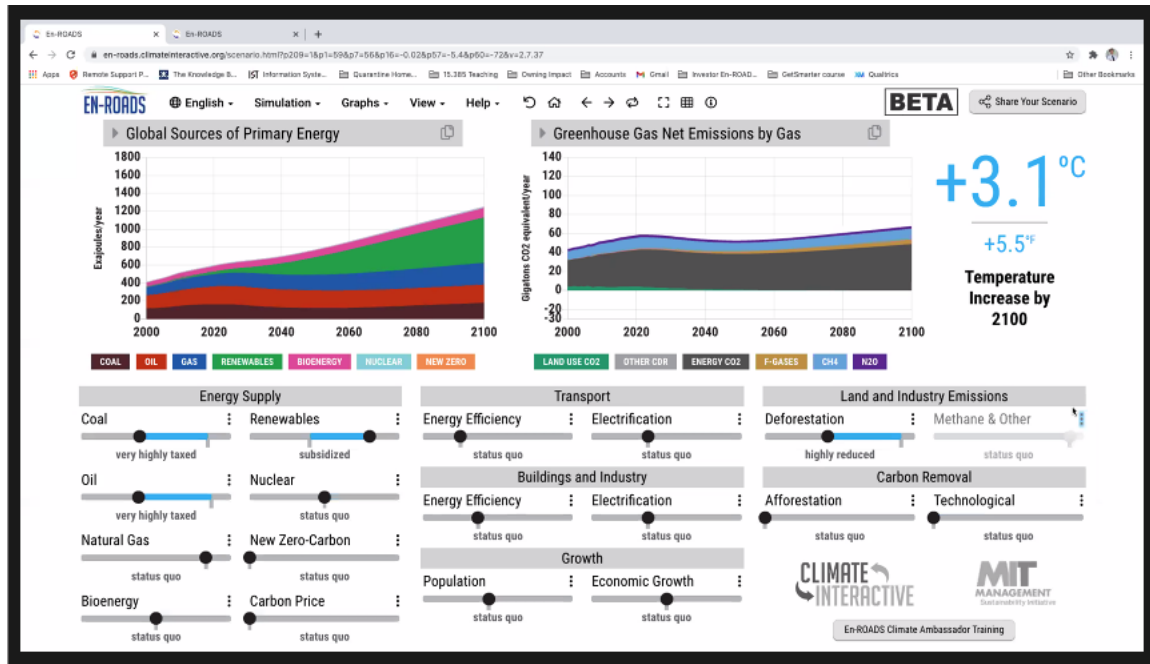 En-ROADS × En-ROADS × +
en-roads.climateinteractive.org/scenario.html?p209=1&p1=59&p7=56&p16=-0.02&p57=-5.4&p60=-72&v=2.7.37
Apps Remote Support P... The Knowledge B... Information Syste... Quarantine Home... 15.385 Teaching Owning Impact Accounts Gmail Investor En-ROAD... GetSmarter course Qualtrics Other Bookmarks
EN-ROADS English Simulation Graphs View Help BETA Share Your Scenario
Global Sources of Primary Energy
1800
1600
1400
1200
1000
800
600
400
200
0
Exajoules/year
2000 2020 2040 2060 2080 2100
COAL OIL GAS RENEWABLES BIOENERGY NUCLEAR NEW ZERO
Greenhouse Gas Net Emissions by Gas
140
120
100
80
60
40
20
0
-20
-30
Gigatons CO2 equivalent/year
2000 2020 2040 2060 2080 2100
LAND USE CO2 OTHER CDR ENERGY CO2 F-GASES CH4 N2O
+3.1 °C
+5.5°F
Temperature
Increase by
2100
Energy Supply
Coal
very highly taxed
Renewables
subsidized
Oil
very highly taxed
Nuclear
status quo
Natural Gas
status quo
New Zero-Carbon
status quo
Bioenergy
status quo
Carbon Price
status quo
Transport
Energy Efficiency
status quo
Electrification
status quo
Buildings and Industry
Energy Efficiency
status quo
Electrification
status quo
Growth
Population
status quo
Economic Growth
status quo
Land and Industry Emissions
Deforestation
highly reduced
Methane & Other
status quo
Carbon Removal
Afforestation
status quo
Technological
status quo
CLIMATE
INTERACTIVE
MIT
MANAGEMENT
Sustainability Initiative
En-ROADS Climate Ambassador Training